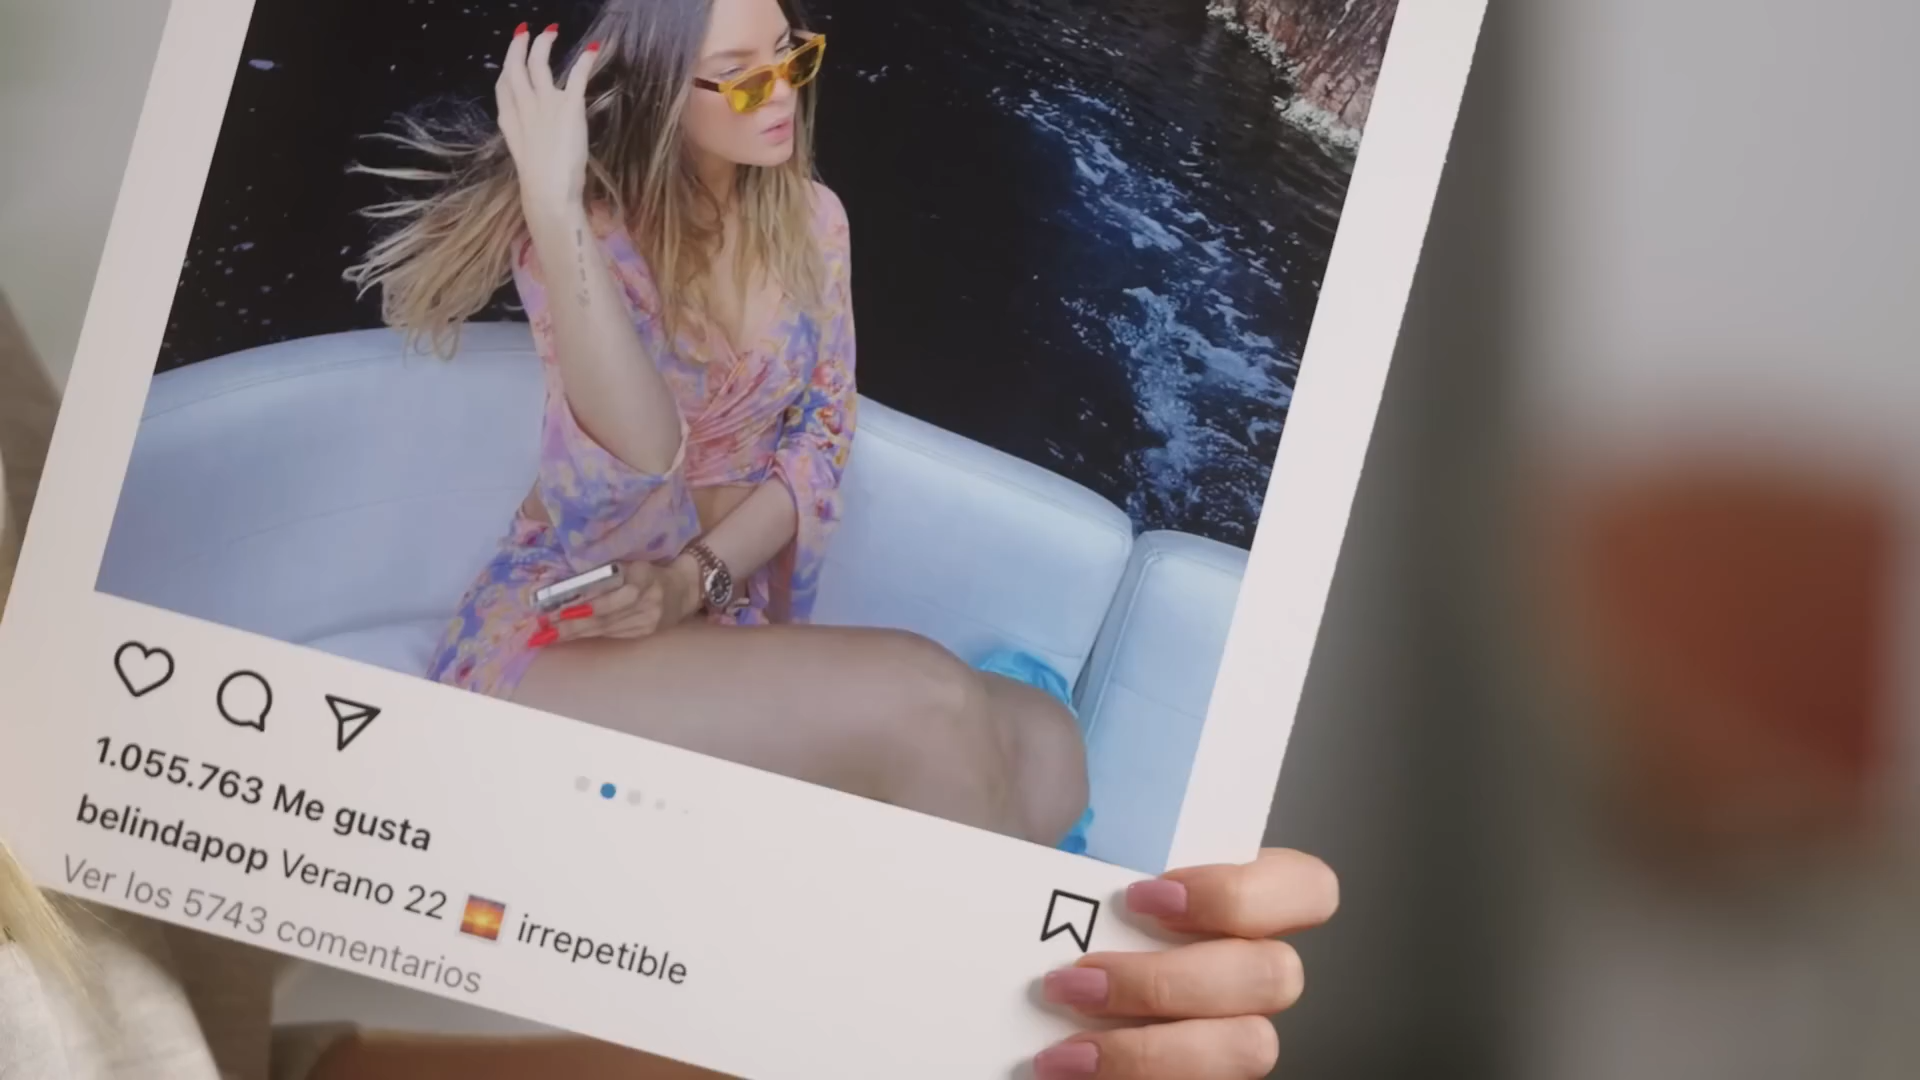 1.055.763 Me gusta
belindapop Verano 22 🌅 irrepetible
Ver los 5743 comentarios